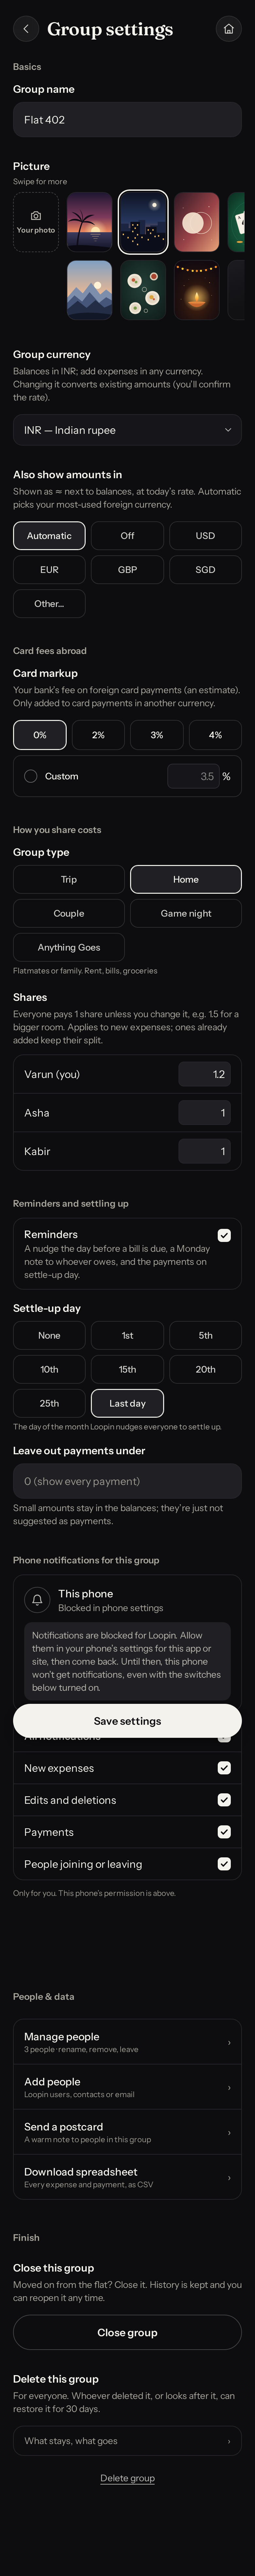 Group settings
Basics
Group name
Flat 402
Picture
Swipe for more
Your photo
Group currency
Balances in INR; add expenses in any currency.
Changing it converts existing amounts (you'll confirm
the rate).
INR — Indian rupee
Also show amounts in
Shown as ≈ next to balances, at today's rate. Automatic
picks your most-used foreign currency.
Automatic
Off
USD
EUR
GBP
SGD
Other...
Card fees abroad
Card markup
Your bank's fee on foreign card payments (an estimate).
Only added to card payments in another currency.
0%
2%
3%
4%
Custom
3.5 %
How you share costs
Group type
Trip
Home
Couple
Game night
Anything Goes
Flatmates or family. Rent, bills, groceries
Shares
Everyone pays 1 share unless you change it, e.g. 1.5 for a
bigger room. Applies to new expenses; ones already
added keep their split.
Varun (you)
1.2
Asha
1
Kabir
1
Reminders and settling up
Reminders
A nudge the day before a bill is due, a Monday
note to whoever owes, and the payments on
settle-up day.
Settle-up day
None
1st
5th
10th
15th
20th
25th
Last day
The day of the month Loopin nudges everyone to settle up.
Leave out payments under
0 (show every payment)
Small amounts stay in the balances; they're just not
suggested as payments.
Phone notifications for this group
This phone
Blocked in phone settings
Notifications are blocked for Loopin. Allow
them in your phone's settings for this app or
site, then come back. Until then, this phone
won't get notifications, even with the switches
below turned on.
Save settings
All notifications
New expenses
Edits and deletions
Payments
People joining or leaving
Only for you. This phone's permission is above.
People & data
Manage people
3 people · rename, remove, leave
Add people
Loopin users, contacts or email
Send a postcard
A warm note to people in this group
Download spreadsheet
Every expense and payment, as CSV
Finish
Close this group
Moved on from the flat? Close it. History is kept and you
can reopen it any time.
Close group
Delete this group
For everyone. Whoever deleted it, or looks after it, can
restore it for 30 days.
What stays, what goes
Delete group